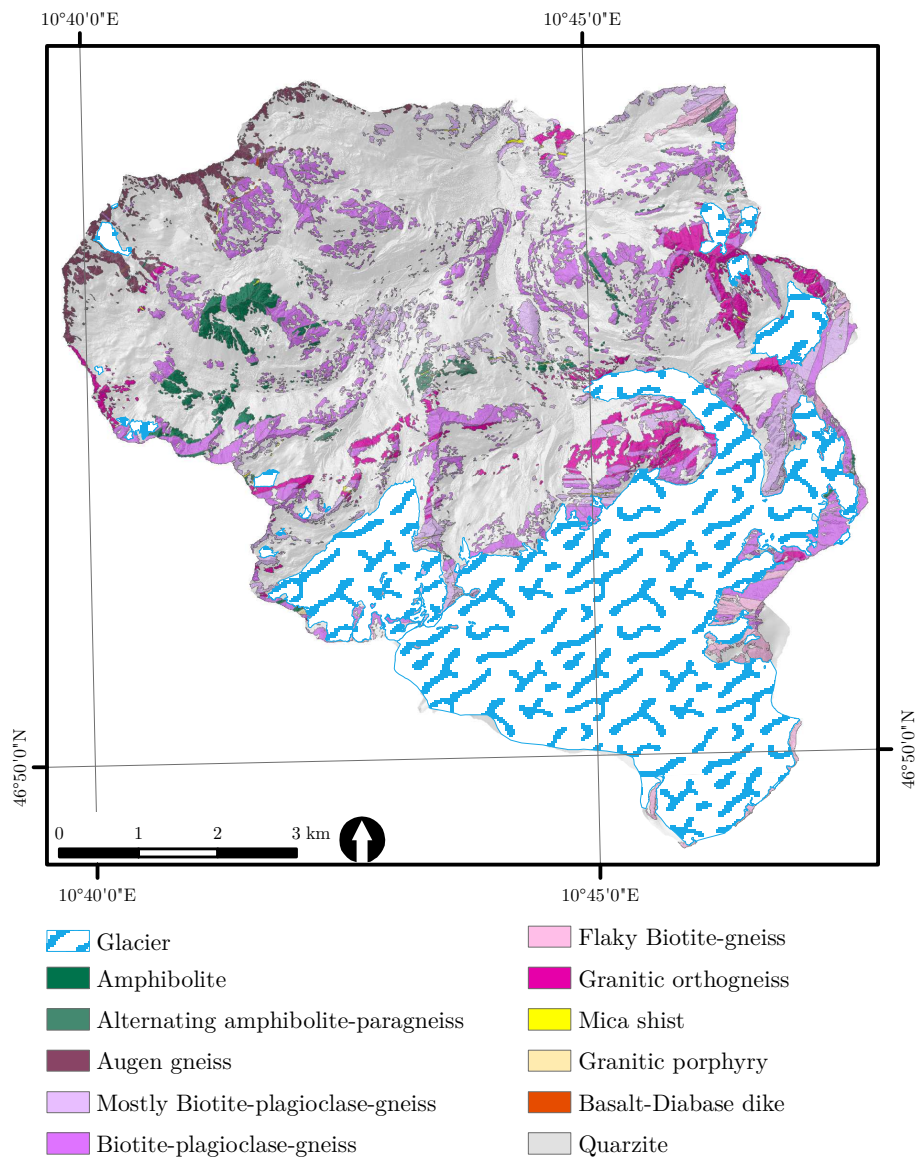 10°40'0"E 10°45'0"E
46°50'0"N
46°50'0"N
0 1 2 3 km
10°40'0"E 10°45'0"E
Glacier
Amphibolite
Alternating amphibolite-paragneiss
Augen gneiss
Mostly Biotite-plagioclase-gneiss
Biotite-plagioclase-gneiss
Flaky Biotite-gneiss
Granitic orthogneiss
Mica shist
Granitic porphyry
Basalt-Diabase dike
Quarzite